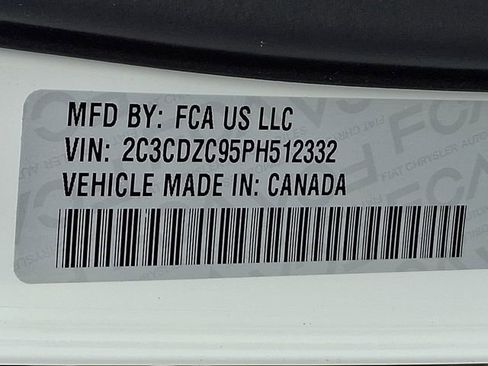 MFD BY: FCA US LLC
VIN: 2C3CDZC95PH512332
VEHICLE MADE IN: CANADA